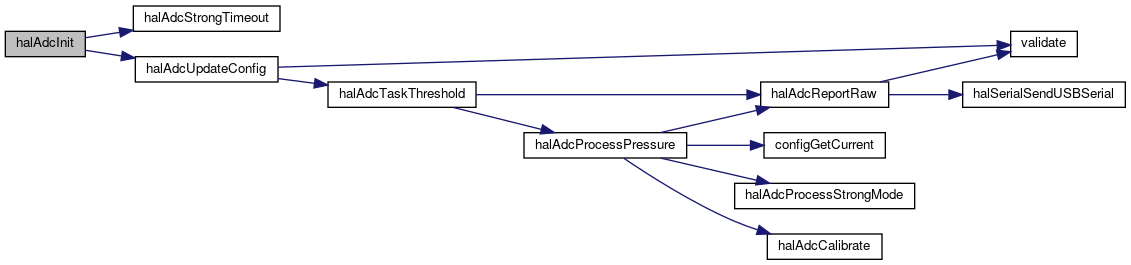 halAdcInit
halAdcStrongTimeout
halAdcUpdateConfig
halAdcTaskThreshold
halAdcProcessPressure
validate
halAdcReportRaw
halSerialSendUSBSerial
configGetCurrent
halAdcProcessStrongMode
halAdcCalibrate